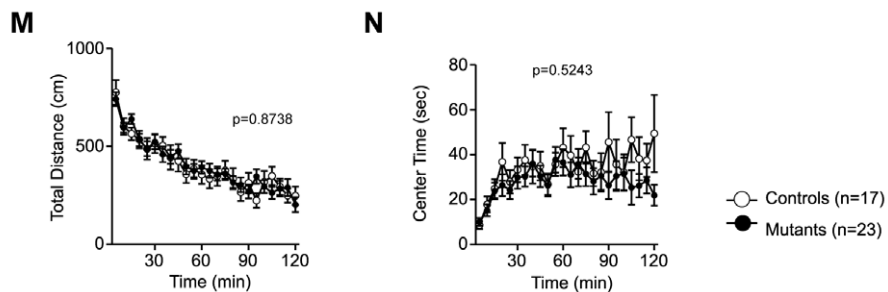 M
1000
500
0
Total Distance (cm)
p=0.8738
30
60
90
120
Time (min)
N
80
60
40
20
0
Center Time (sec)
p=0.5243
30
60
90
120
Time (min)
Controls (n=17)
Mutants (n=23)